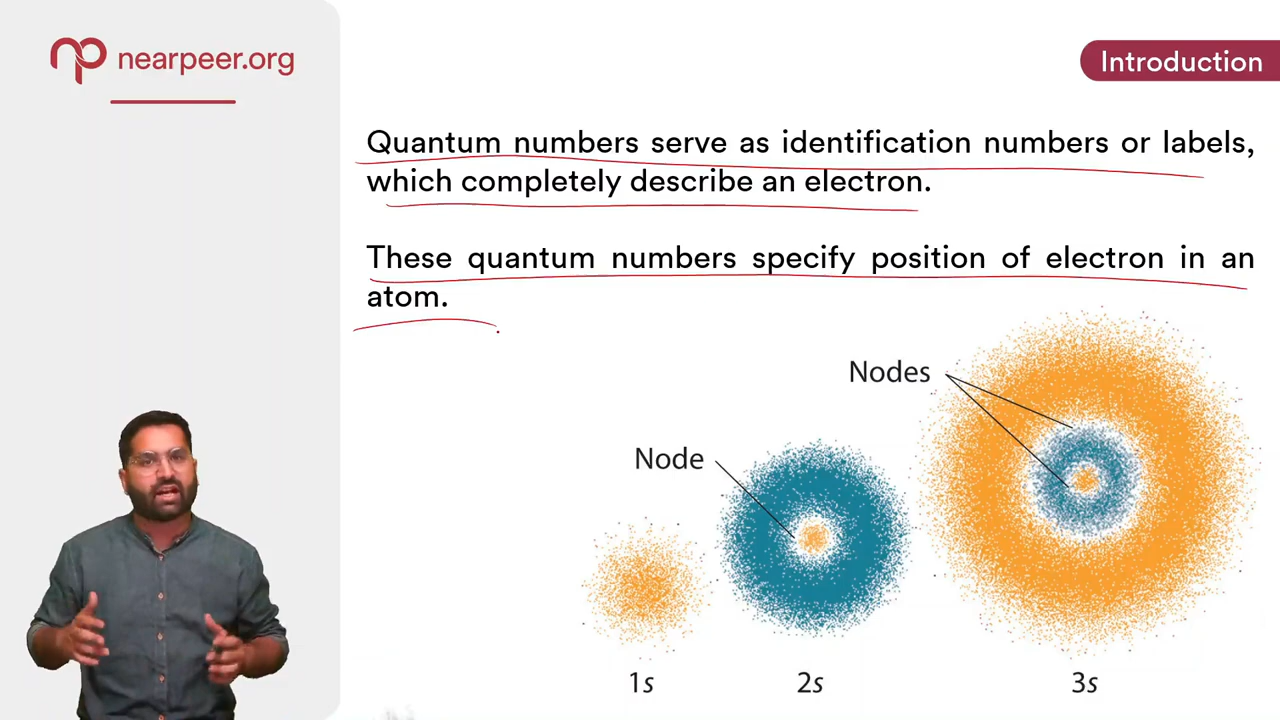 nearpeer.org
Introduction
Quantum numbers serve as identification numbers or labels,
which completely describe an electron.
These quantum numbers specify position of electron in an
atom.
Nodes
Node
1s
2s
3s